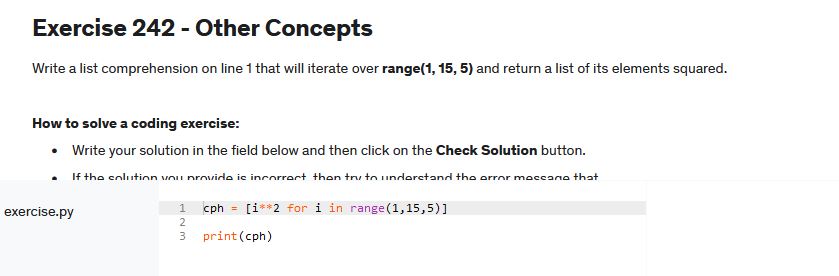 Exercise 242 - Other Concepts
Write a list comprehension on line 1 that will iterate over range(1, 15, 5) and return a list of its elements squared.
How to solve a coding exercise:
• Write your solution in the field below and then click on the Check Solution button.
• If the solution you provide is incorrect, then try to understand the error message that
exercise.py
1 cph = [i**2 for i in range(1,15,5)]
2
3 print(cph)